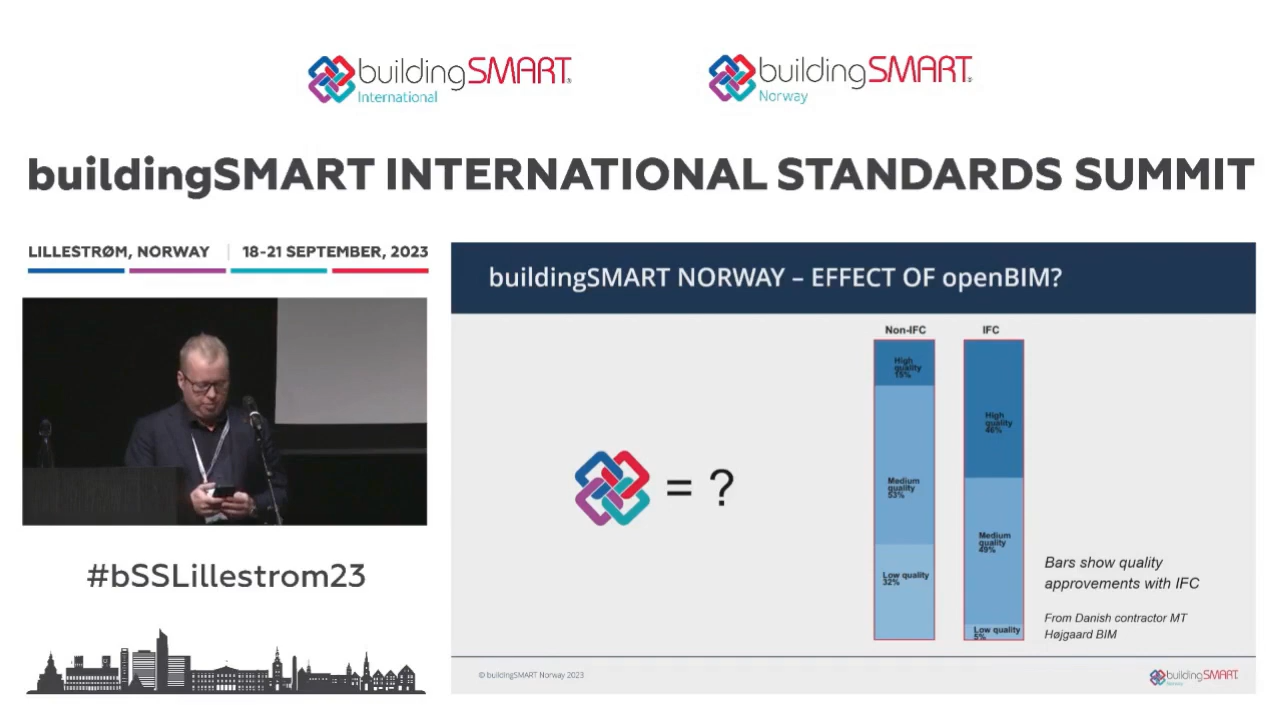 buildingSMART®
International
buildingSMART®
Norway
buildingSMART INTERNATIONAL STANDARDS SUMMIT
LILLESTRØM, NORWAY | 18-21 SEPTEMBER, 2023
buildingSMART NORWAY – EFFECT OF openBIM?
Non-IFC
IFC
High
quality
15%
High
quality
46%
= ?
Medium
quality
53%
Medium
quality
49%
Low quality
32%
Low quality
5%
Bars show quality
approvements with IFC
From Danish contractor MT
Højgaard BIM
#bSSLillestrom23
© buildingSMART Norway 2023
buildingSMART
Norway